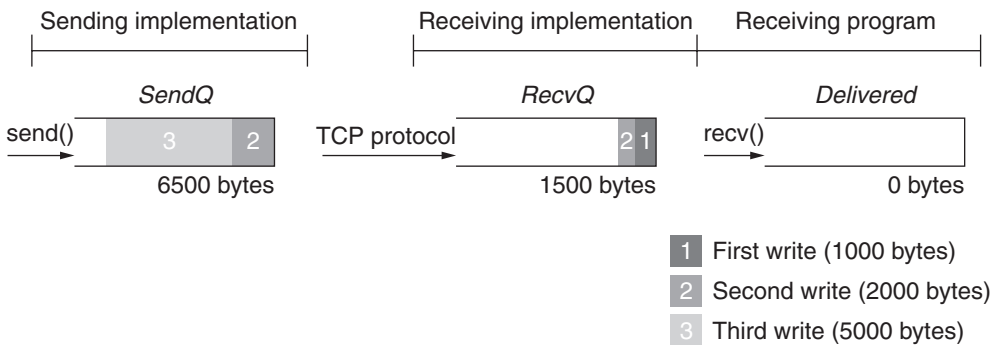 Sending implementation
Receiving implementation
Receiving program
SendQ
RecvQ
Delivered
send()
3
2
TCP protocol
2
1
recv()
6500 bytes
1500 bytes
0 bytes
1 First write (1000 bytes)
2 Second write (2000 bytes)
3 Third write (5000 bytes)